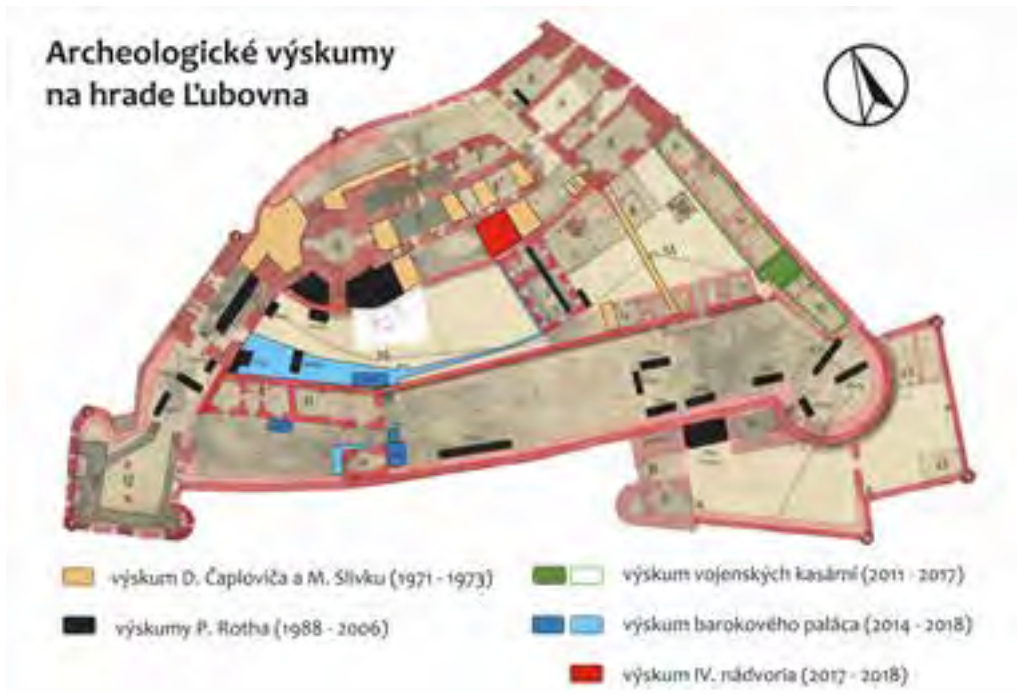 Archeologické výskumy
na hrade Ľubovna
výskum D. Čaploviča a M. Slivku (1971 - 1973)
výskumy P. Rotha (1988 - 2006)
výskum vojenských kasární (2011 - 2017)
výskum barokového paláca (2014 - 2018)
výskum IV. nádvoria (2017 - 2018)